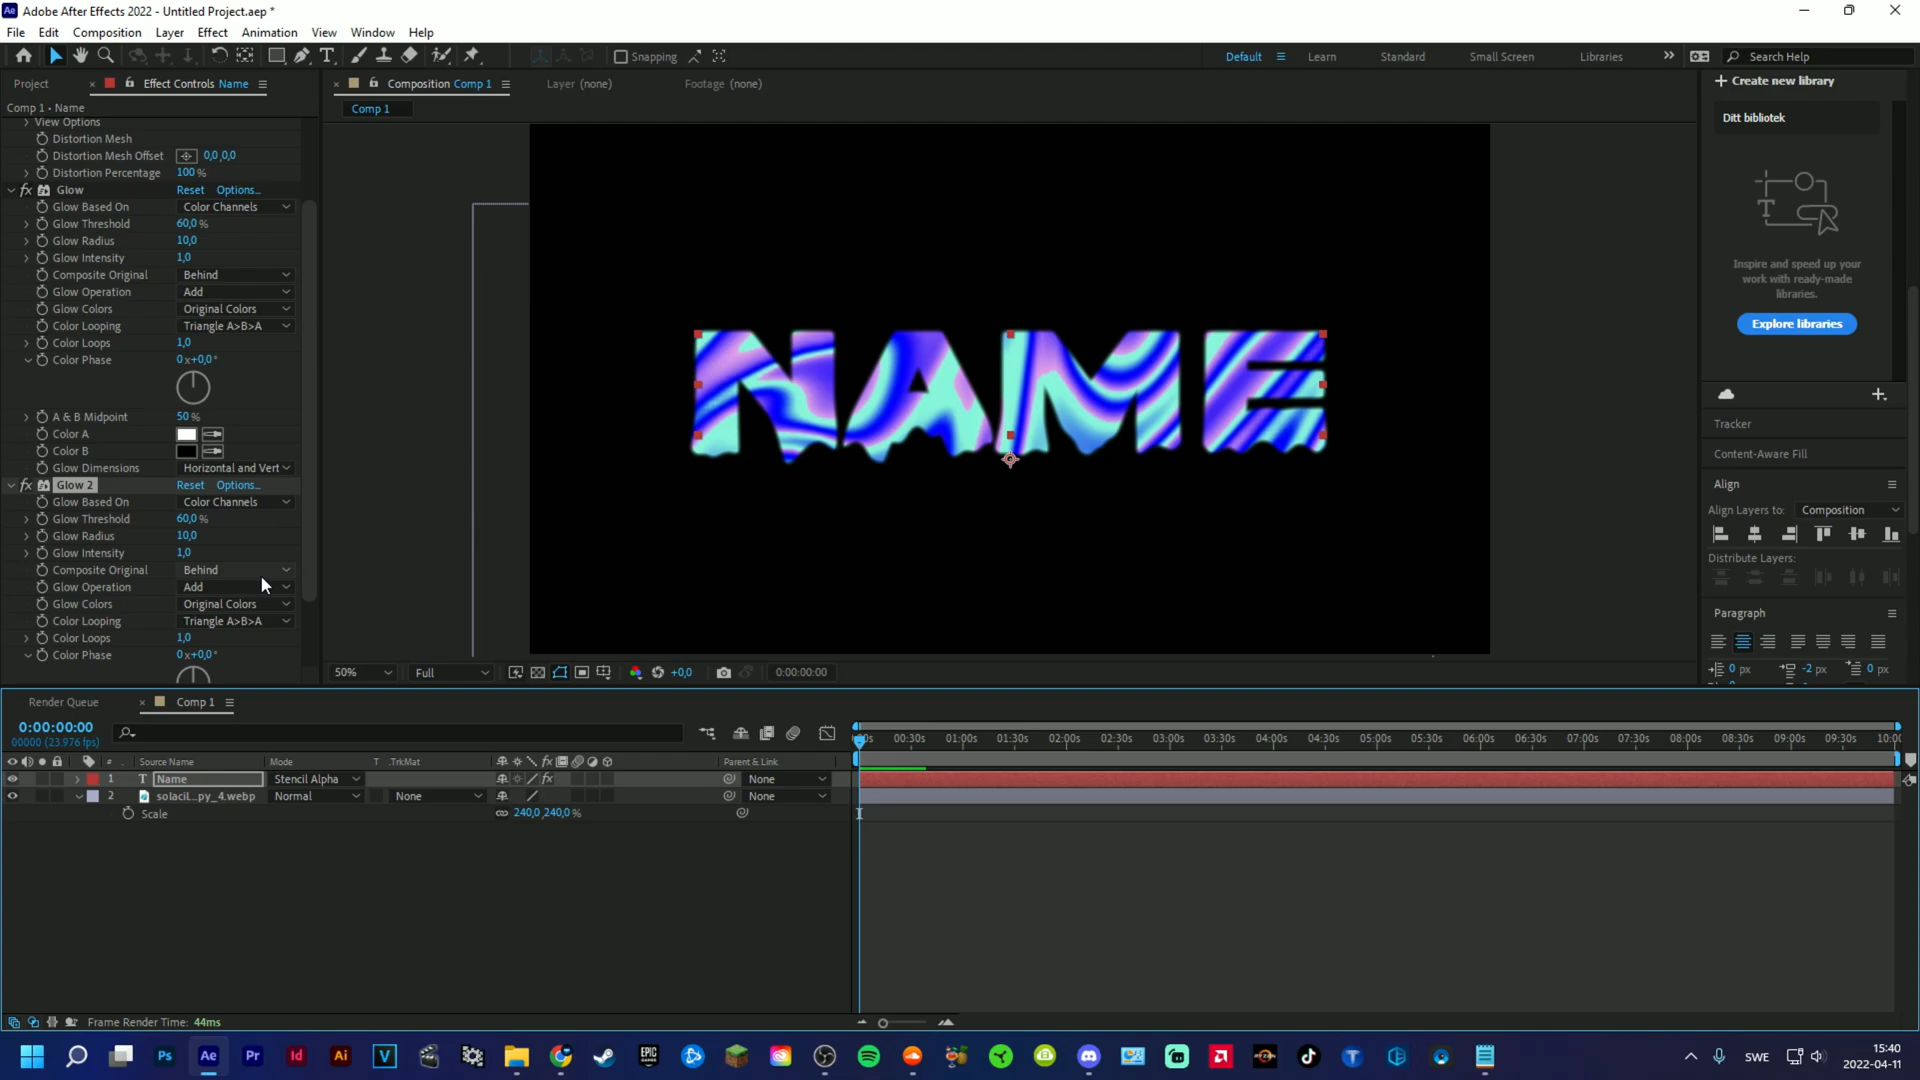 Adobe After Effects 2022 - Untitled Project.aep *
File Edit Composition Layer Effect Animation View Window Help
Snapping
Default Learn Standard Small Screen Libraries Search Help
Project Effect Controls Name Composition Comp 1 Layer (none) Footage (none)
Comp 1 • Name
Comp 1
View Options
Distortion Mesh
Distortion Mesh Offset 0,0,0,0
Distortion Percentage 100 %
fx Glow Reset Options...
Glow Based On Color Channels
Glow Threshold 60,0 %
Glow Radius 10,0
Glow Intensity 1,0
Composite Original Behind
Glow Operation Add
Glow Colors Original Colors
Color Looping Triangle A>B>A
Color Loops 1,0
Color Phase 0 x+0,0 °
A & B Midpoint 50 %
Color A
Color B
Glow Dimensions Horizontal and Vert
fx Glow 2 Reset Options...
Glow Based On Color Channels
Glow Threshold 60,0 %
Glow Radius 10,0
Glow Intensity 1,0
Composite Original Behind
Glow Operation Add
Glow Colors Original Colors
Color Looping Triangle A>B>A
Color Loops 1,0
Color Phase 0 x+0,0 °
NAME
50% Full +0,0 0:00:00:00
Create new library
Ditt bibliotek
Inspire and speed up your
work with ready-made
libraries.
Explore libraries
Tracker
Content-Aware Fill
Align
Align Layers to: Composition
Distribute Layers:
Paragraph
0 px -2 px 0 px
Render Queue Comp 1
0:00:00:00
00000 (23.976 fps)
00:30s 01:00s 01:30s 02:00s 02:30s 03:00s 03:30s 04:00s 04:30s 05:00s 05:30s 06:00s 06:30s 07:00s 07:30s 08:00s 08:30s 09:00s 09:30s 10:0
# Source Name Mode T .TrkMat Parent & Link
1 T Name Stencil Alpha None
2 solacil...py_4.webp Normal None None
Scale 240,0,240,0 %
Frame Render Time: 44ms
Ps Ae Pr Id Ai V EPIC GAMES RYZEN T
SWE
15:40
2022-04-11